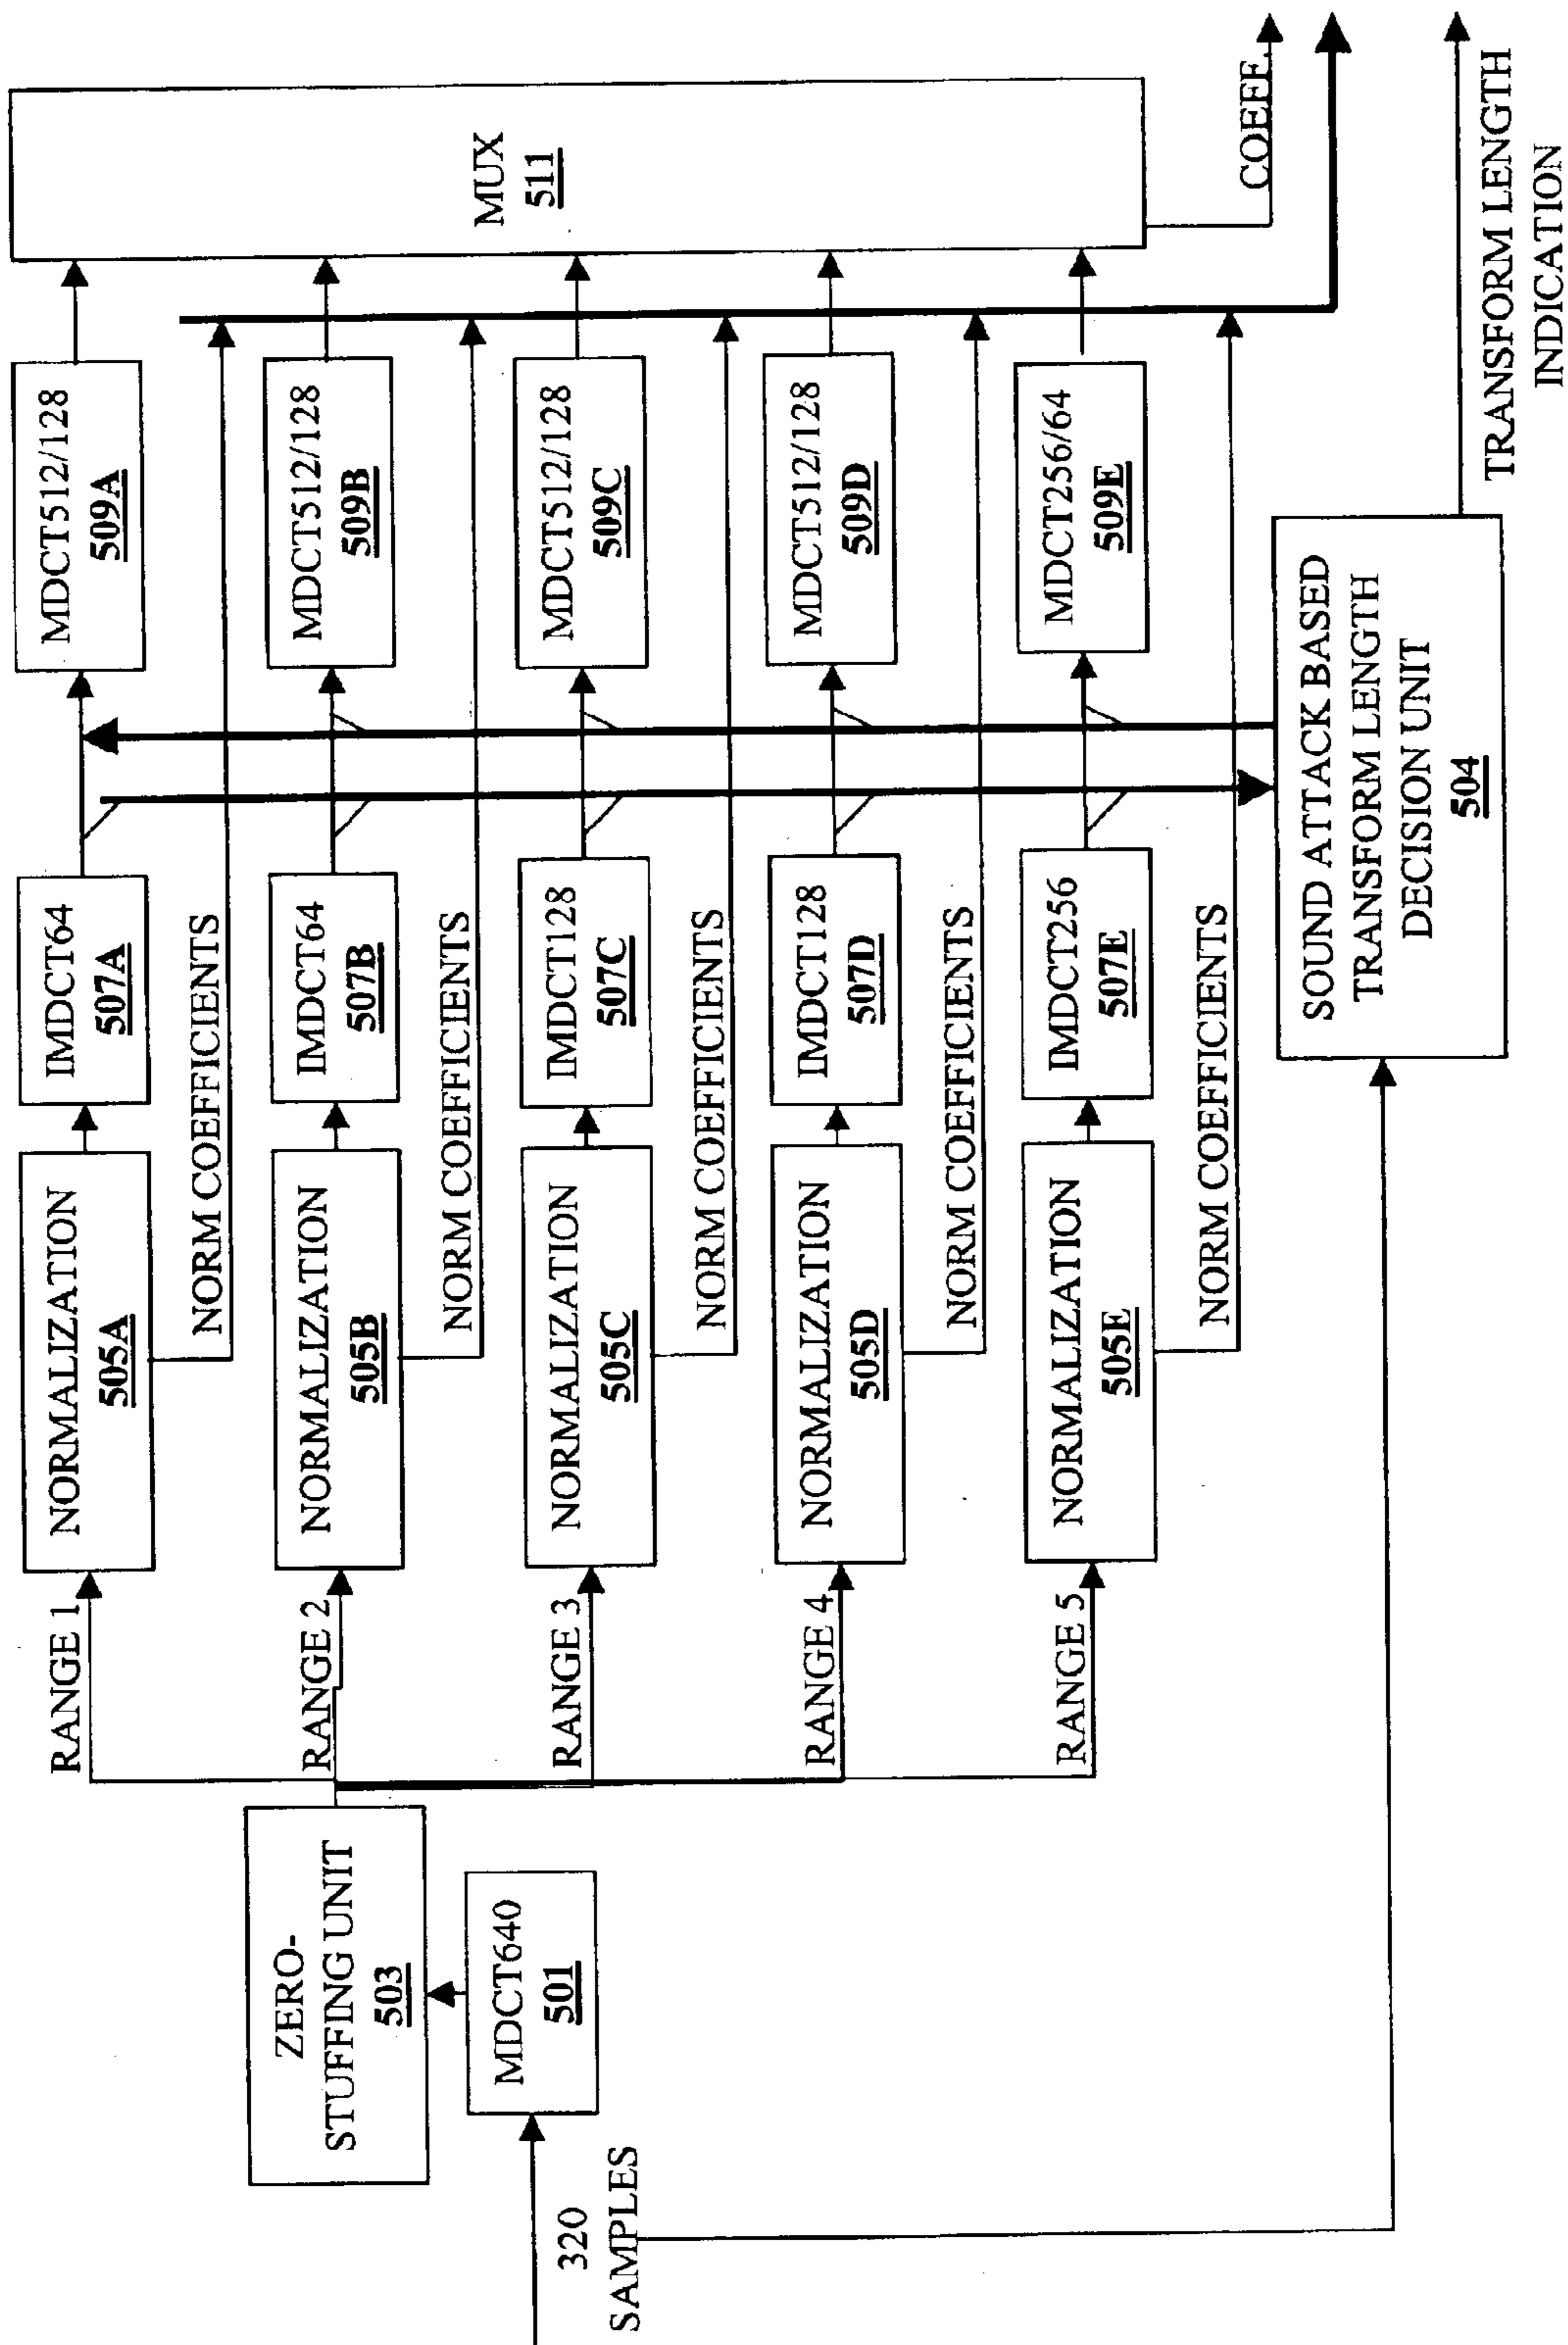 320
SAMPLES
MDCT640
501
ZERO-
STUFFING UNIT
503
RANGE 1
NORMALIZATION
505A
NORM COEFFICIENTS
IMDCT64
507A
MDCT512/128
509A
RANGE 2
NORMALIZATION
505B
NORM COEFFICIENTS
IMDCT64
507B
MDCT512/128
509B
RANGE 3
NORMALIZATION
505C
NORM COEFFICIENTS
IMDCT128
507C
MDCT512/128
509C
RANGE 4
NORMALIZATION
505D
NORM COEFFICIENTS
IMDCT128
507D
MDCT512/128
509D
RANGE 5
NORMALIZATION
505E
NORM COEFFICIENTS
IMDCT256
507E
MDCT256/64
509E
MUX
511
COEFF.
SOUND ATTACK BASED
TRANSFORM LENGTH
DECISION UNIT
504
TRANSFORM LENGTH
INDICATION